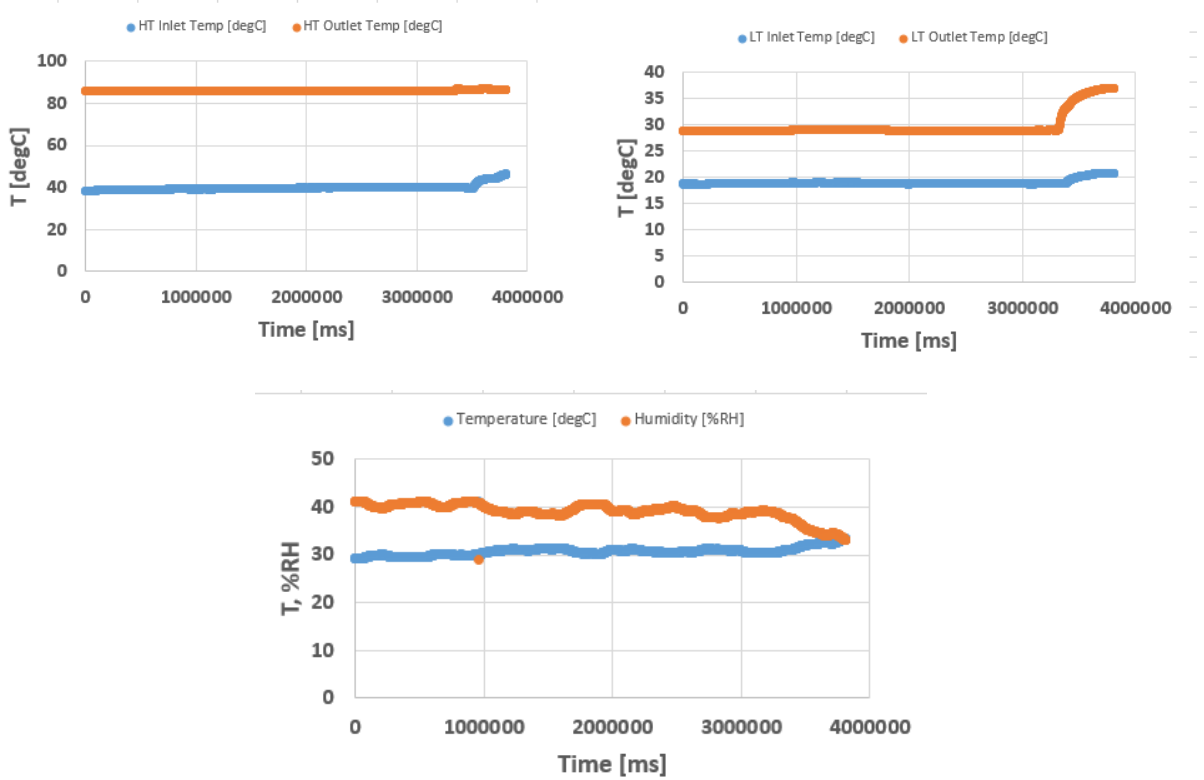 HT Inlet Temp [degC] HT Outlet Temp [degC]
100
80
60
40
20
0
T [degC]
0 1000000 2000000 3000000 4000000
Time [ms]
LT Inlet Temp [degC] LT Outlet Temp [degC]
40
35
30
25
20
15
10
5
0
T [degC]
0 1000000 2000000 3000000 4000000
Time [ms]
Temperature [degC] Humidity [%RH]
50
40
30
20
10
0
T, %RH
0 1000000 2000000 3000000 4000000
Time [ms]